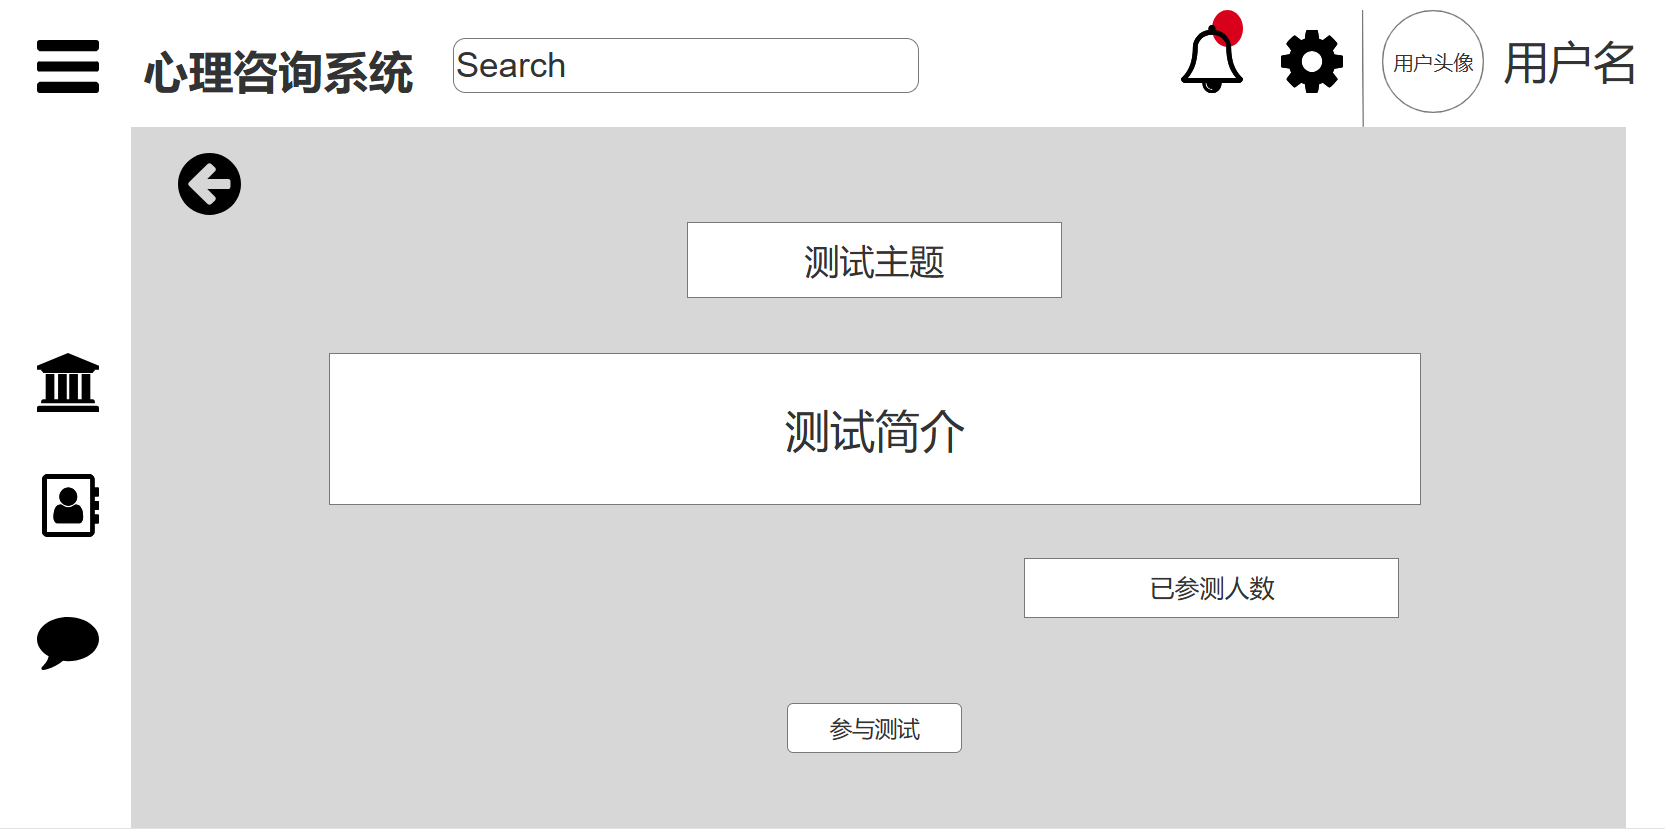 心理咨询系统
Search
用户头像
用户名
测试主题
测试简介
已参测人数
参与测试